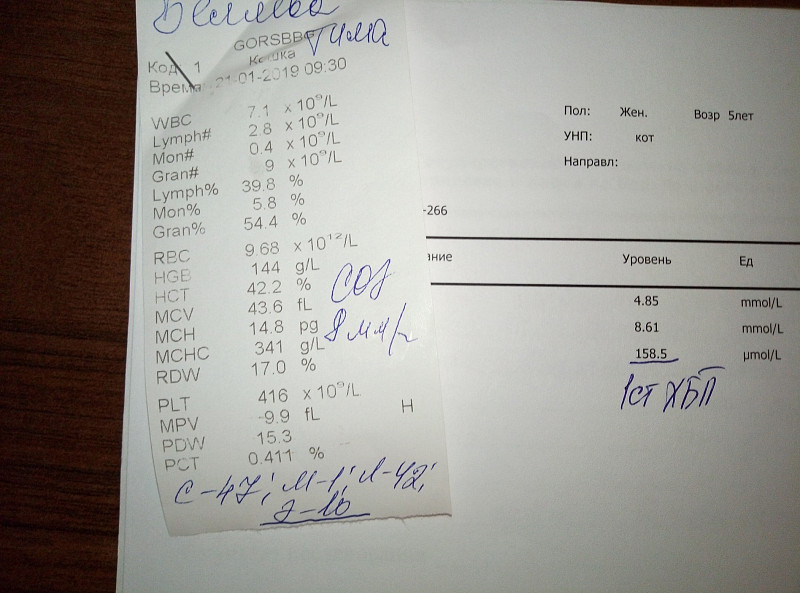 Тима
GORSBB
Кошка
Код 1
Время 21-01-2019 09:30
WBC 7.1 x 10⁹/L
Lymph# 2.8 x 10⁹/L
Mon# 0.4 x 10⁹/L
Gran# 9 x 10⁹/L
Lymph% 39.8 %
Mon% 5.8 %
Gran% 54.4 %
RBC 9.68 x 10¹²/L
HGB 144 g/L
HCT 42.2 %
MCV 43.6 fL
MCH 14.8 pg
MCHC 341 g/L
RDW 17.0 %
PLT 416 x 10⁹/L
MPV 9.9 fL H
PDW 15.3
PCT 0.411 %
СОЭ
8 мм/
С-47; М-1; Л-42;
Э-10
Пол: Жен. Возр 5лет
УНП: кот
Направл:
-266
ание Уровень Ед
4.85 mmol/L
8.61 mmol/L
158.5 µmol/L
1ст ХБП